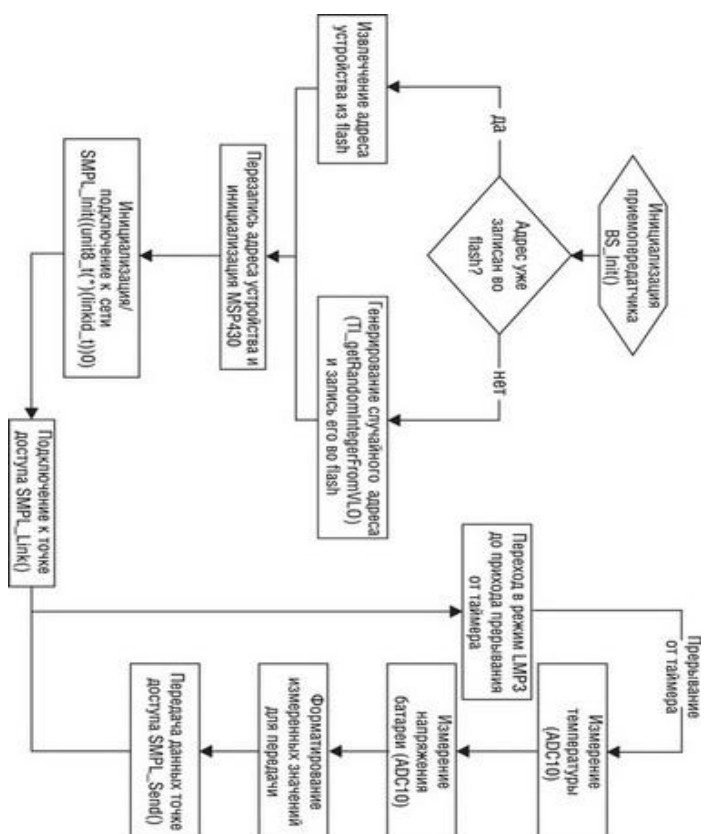 Инициализация
приемопередатчика
BS_Init()
Адрес уже
записан во
flash?
да
нет
Извлеччение адреса
устройства из flash
Генерирование случайного адреса
(TI_getRandomIntegerFromVLO)
и запись его во flash
Перезапись адреса устройства и
инициализация MSP430
Инициализация/
подключение к сети
SMPL_Init((unit8_t(*)(linkid_t))0)
Подключение к точке
доступа SMPL_Link()
Переход в режим LMP3
до прихода прерывания
от таймера
Прерывание
от таймера
Измерение
температуры
(ADC10)
Измерение
напряжения
батареи (ADC10)
Форматирование
измеренных значений
для передачи
Передача данных точке
доступа SMPL_Send()